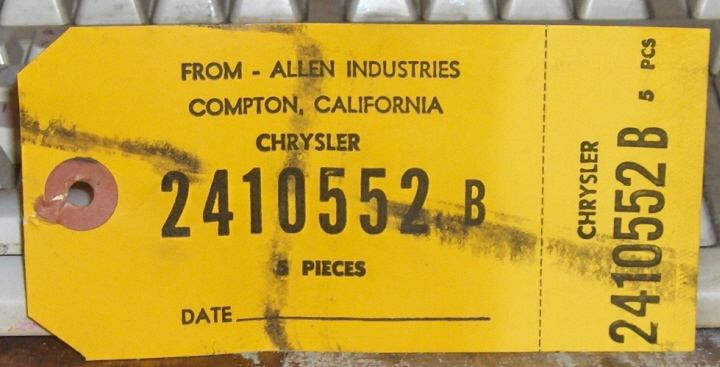 FROM - ALLEN INDUSTRIES
COMPTON, CALIFORNIA
CHRYSLER
2410552 B
5 PIECES
DATE
CHRYSLER
2410552 B 5 PCS